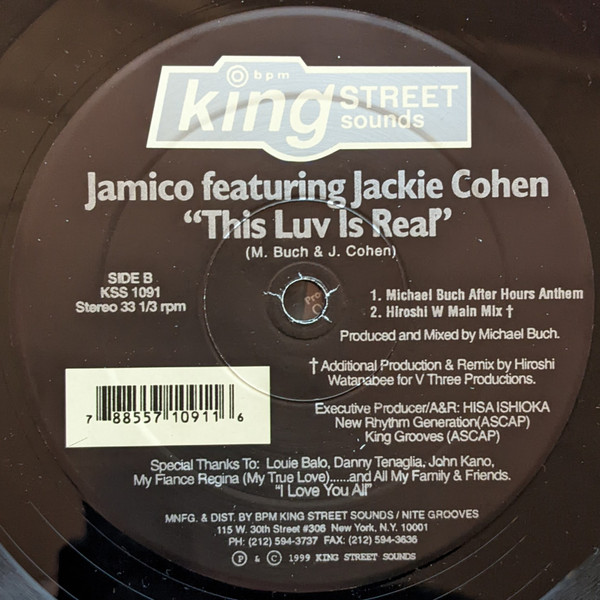 bpm
king STREET
sounds
Jamico featuring Jackie Cohen
“This Luv Is Real”
(M. Buch & J. Cohen)
SIDE B
KSS 1091
Stereo 33 1/3 rpm
1. Michael Buch After Hours Anthem
2. Hiroshi W Main Mix †
Produced and Mixed by Michael Buch.
† Additional Production & Remix by Hiroshi
Watanabee for V Three Productions.
Executive Producer/A&R: HISA ISHIOKA
New Rhythm Generation(ASCAP)
King Grooves (ASCAP)
7 88557 10911 6
Special Thanks To: Louie Balo, Danny Tenaglia, John Kano,
My Fiance Regina (My True Love)......and All My Family & Friends.
“I Love You All”
MNFG. & DIST. BY BPM KING STREET SOUNDS / NITE GROOVES
115 W. 30th Street #306 New York, N.Y. 10001
PH: (212) 594-3737 FAX: (212) 594-3636
Ⓟ & Ⓒ 1999 KING STREET SOUNDS